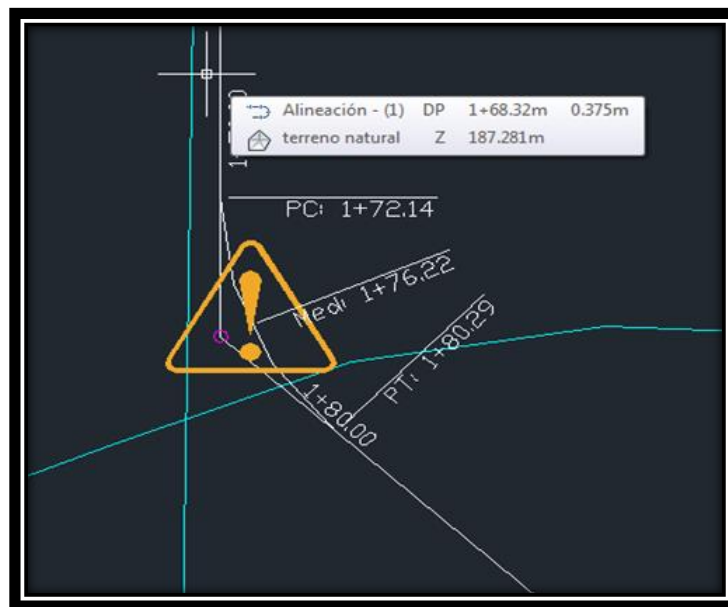 Alineación - (1) DP 1+68.32m 0.375m
terreno natural Z 187.281m
PC: 1+72.14
Med: 1+76.22
PT: 1+80.29
1+80.00